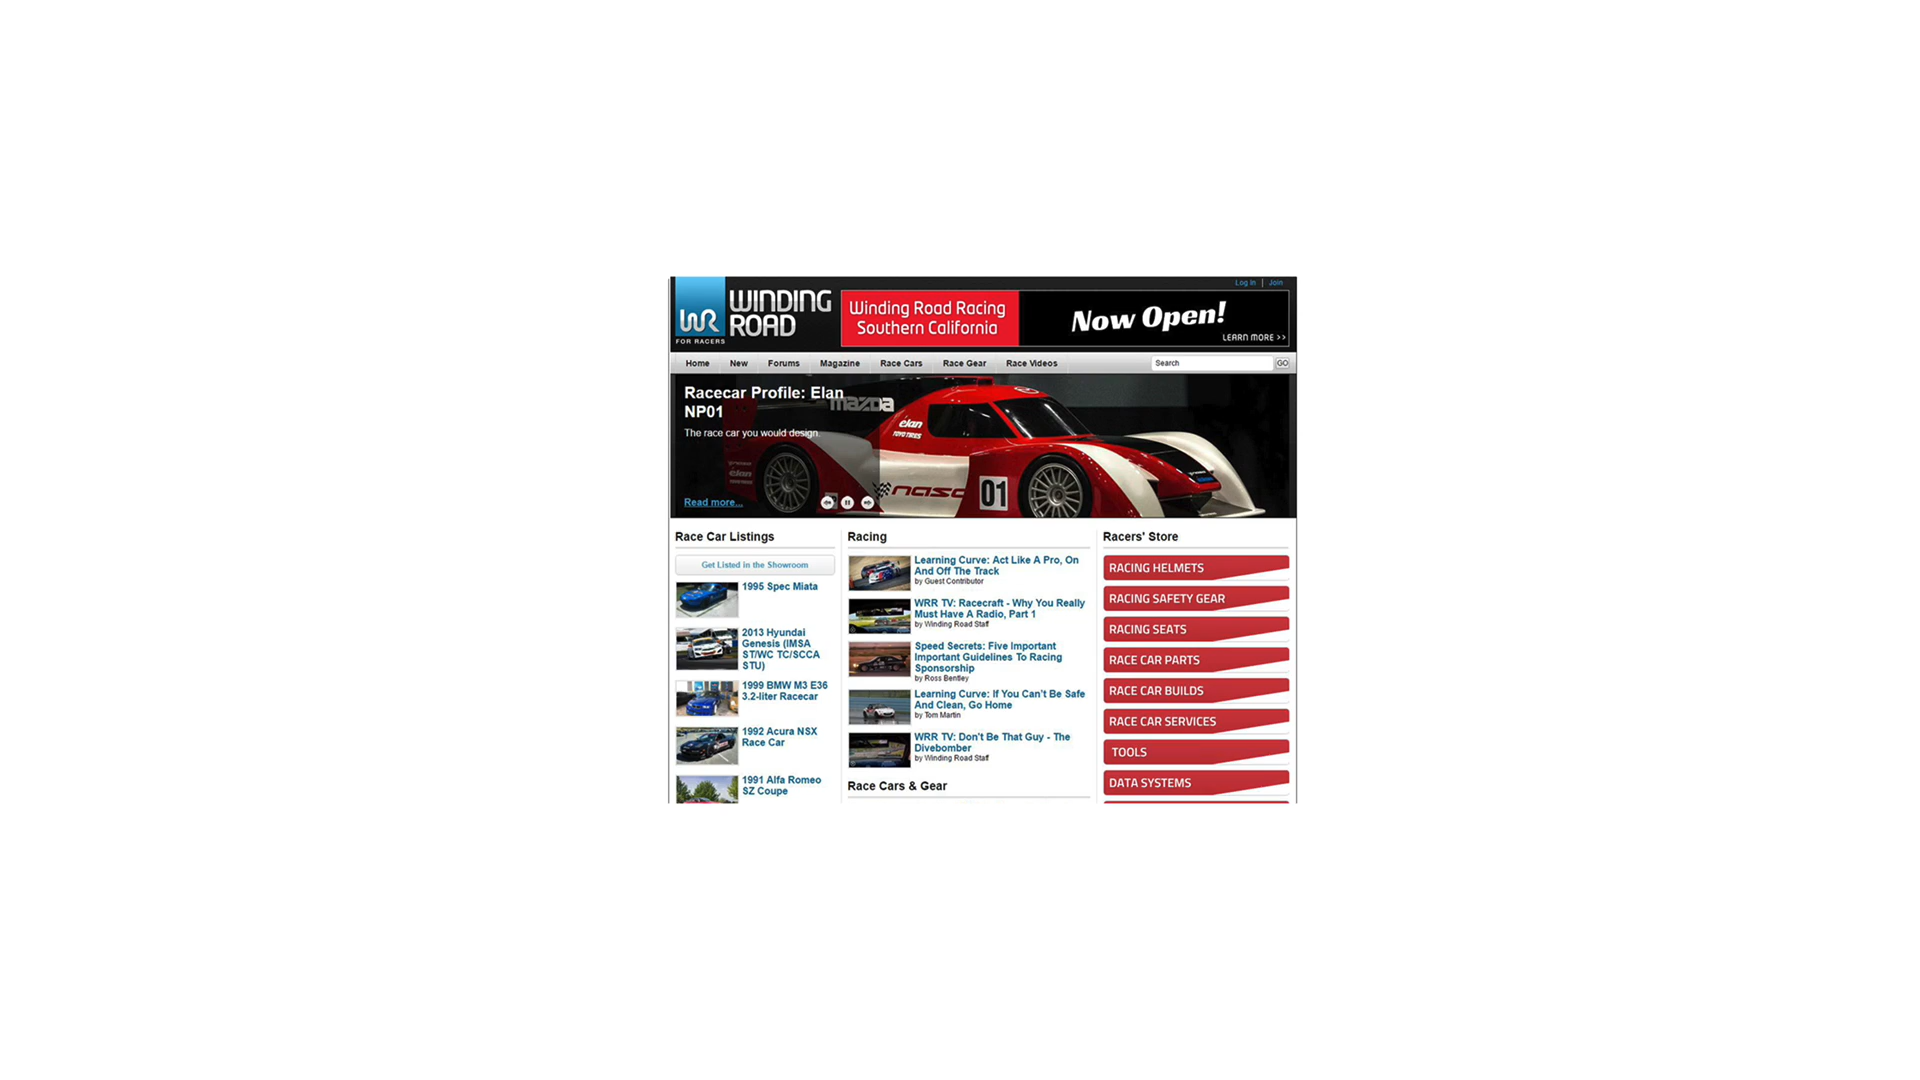 Log In | Join
WR
FOR RACERS
WINDING
ROAD
Winding Road Racing
Southern California
Now Open!
LEARN MORE >>
Home New Forums Magazine Race Cars Race Gear Race Videos
Search GO
Racecar Profile: Elan
NP01
The race car you would design.
Read more...
mazda
élan
TOYO TIRES
élan
nasa
01
Race Car Listings
Get Listed in the Showroom
1995 Spec Miata
2013 Hyundai
Genesis (IMSA
ST/WC TC/SCCA
STU)
1999 BMW M3 E36
3.2-liter Racecar
1992 Acura NSX
Race Car
1991 Alfa Romeo
SZ Coupe
Racing
Learning Curve: Act Like A Pro, On
And Off The Track
by Guest Contributor
WRR TV: Racecraft - Why You Really
Must Have A Radio, Part 1
by Winding Road Staff
Speed Secrets: Five Important
Important Guidelines To Racing
Sponsorship
by Ross Bentley
Learning Curve: If You Can't Be Safe
And Clean, Go Home
by Tom Martin
WRR TV: Don't Be That Guy - The
Divebomber
by Winding Road Staff
Race Cars & Gear
Racers' Store
RACING HELMETS
RACING SAFETY GEAR
RACING SEATS
RACE CAR PARTS
RACE CAR BUILDS
RACE CAR SERVICES
TOOLS
DATA SYSTEMS